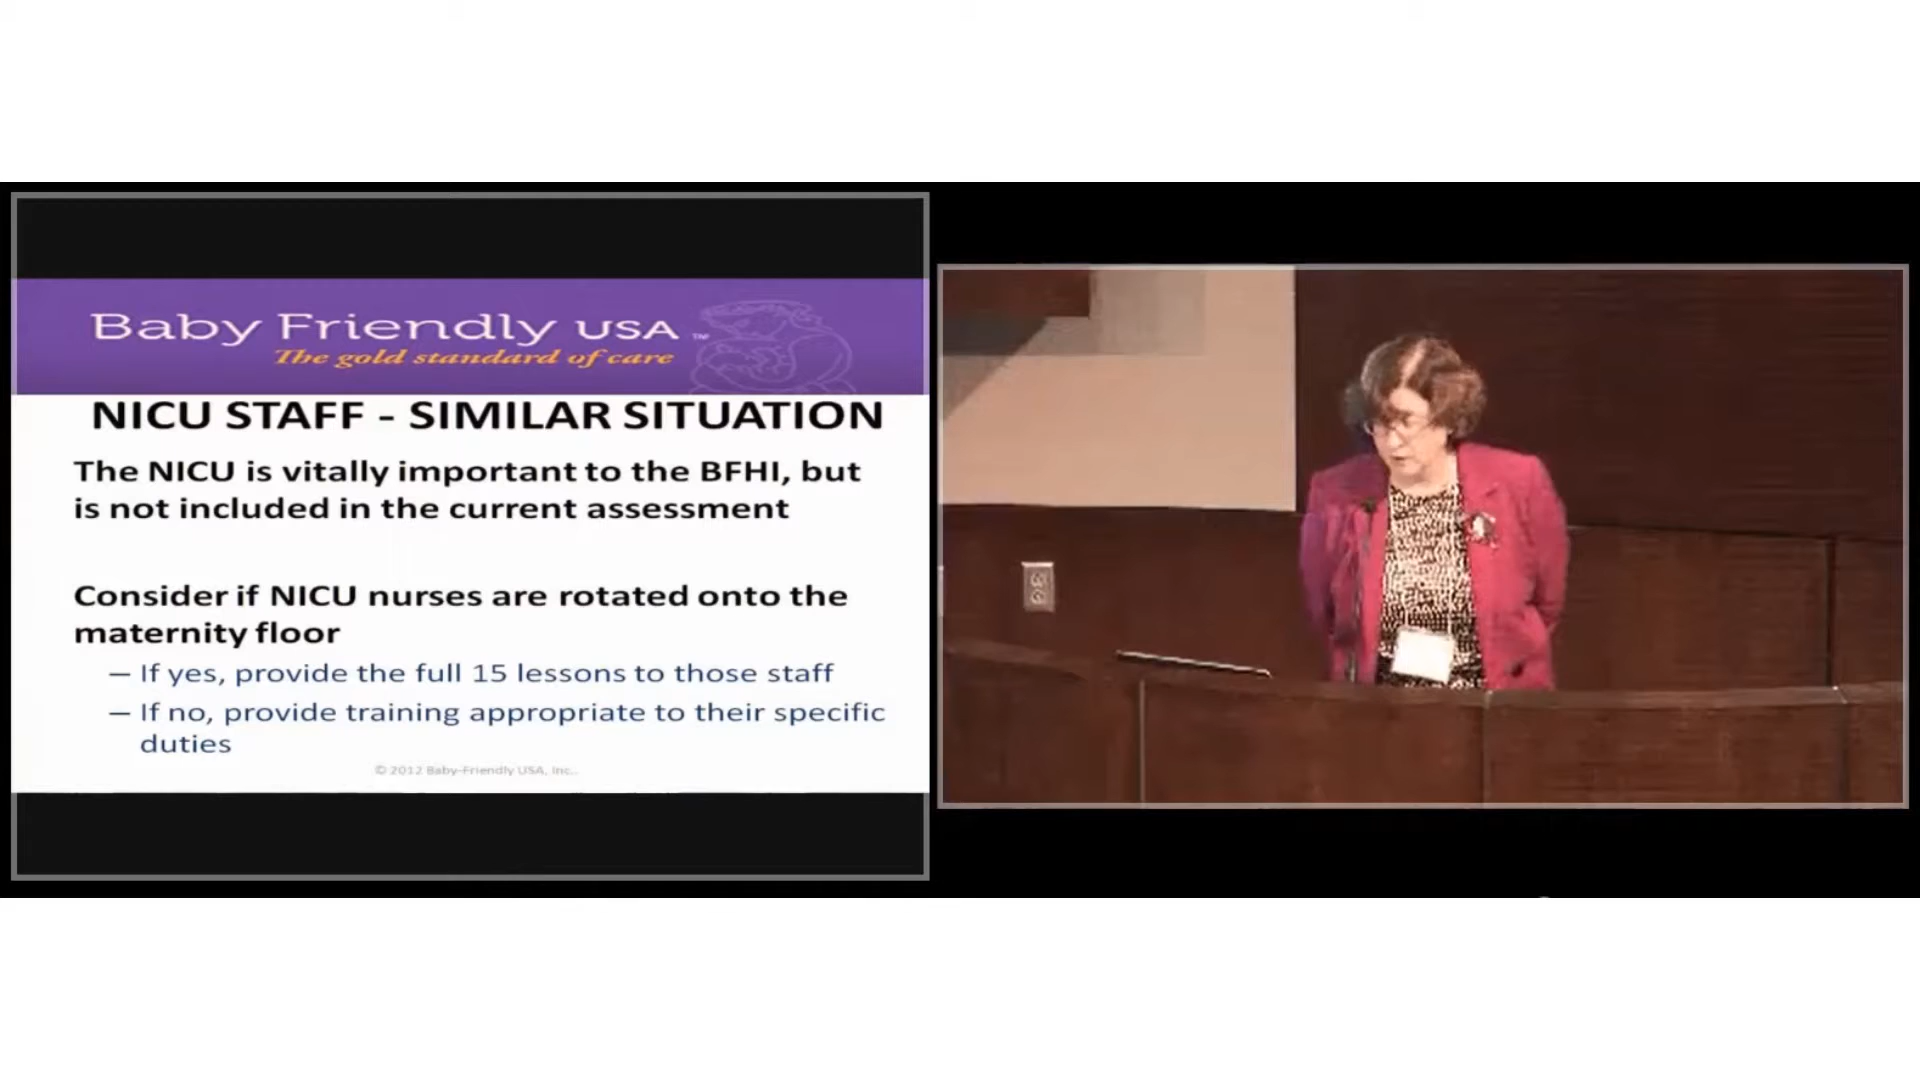 Baby Friendly USA ™
The gold standard of care
NICU STAFF - SIMILAR SITUATION
The NICU is vitally important to the BFHI, but
is not included in the current assessment
Consider if NICU nurses are rotated onto the
maternity floor
— If yes, provide the full 15 lessons to those staff
— If no, provide training appropriate to their specific
duties
© 2012 Baby-Friendly USA, Inc..